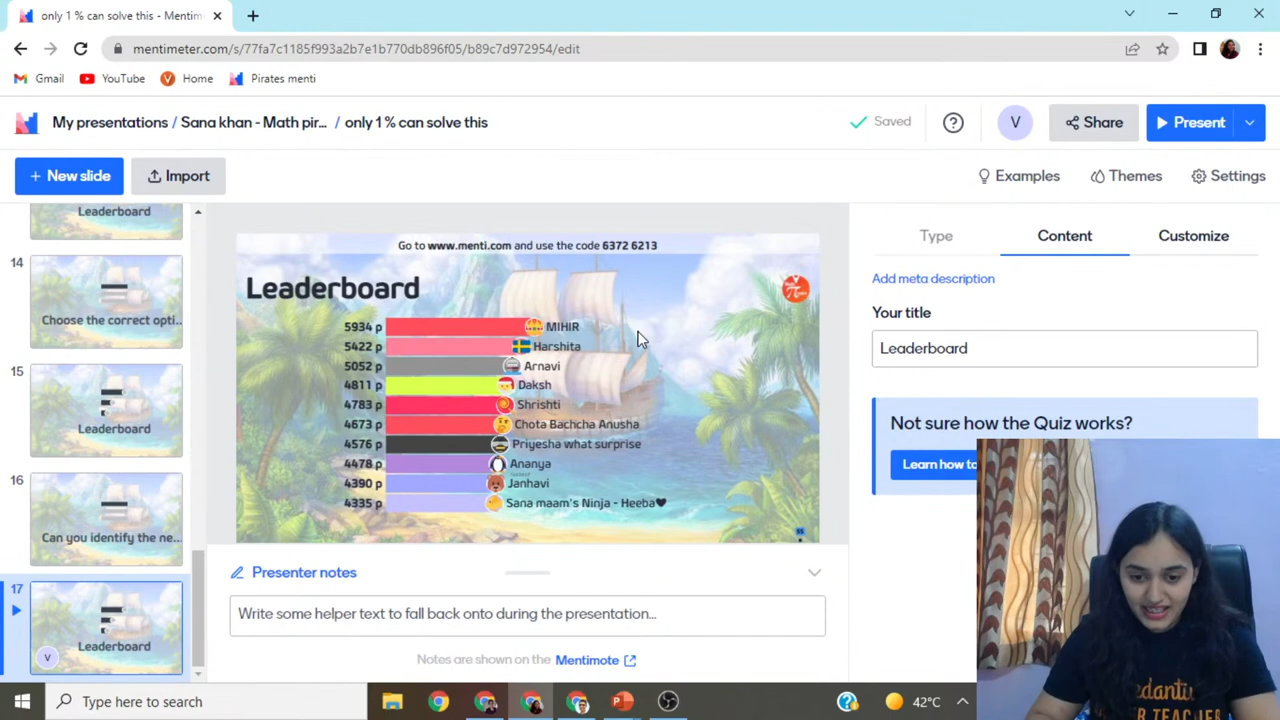 only 1 % can solve this - Mentim
mentimeter.com/s/77fa7c1185f993a2b7e1b770db896f05/b89c7d972954/edit
Gmail YouTube Home Pirates menti
My presentations / Sana khan - Math pir... / only 1 % can solve this
Saved ? V Share Present
+ New slide Import Examples Themes Settings
Leaderboard
14
Choose the correct opti..
15
Leaderboard
16
Can you identify the ne...
17
Leaderboard
V
Go to www.menti.com and use the code 6372 6213
Leaderboard
5934 p MIHIR
5422 p Harshita
5052 p Arnavi
4811 p Daksh
4783 p Shrishti
4673 p Chota Bachcha Anusha
4576 p Priyesha what surprise
4478 p Ananya
4390 p Janhavi
4335 p Sana maam's Ninja - Heeba🖤
Presenter notes
Write some helper text to fall back onto during the presentation...
Notes are shown on the Mentimote
Type Content Customize
Add meta description
Your title
Leaderboard
Not sure how the Quiz works?
Learn how to
Vedantu
Type here to search
42°C